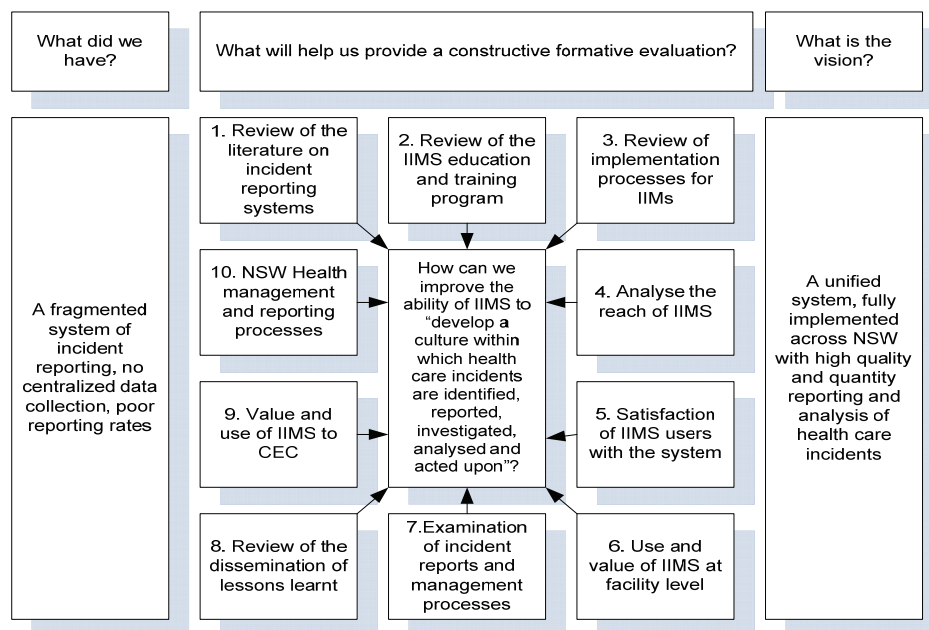 What did we
have?
What will help us provide a constructive formative evaluation?
What is the
vision?
A fragmented
system of
incident
reporting, no
centralized data
collection, poor
reporting rates
1. Review of the
literature on
incident
reporting
systems
2. Review of the
IIMS education
and training
program
3. Review of
implementation
processes for
IIMs
10. NSW Health
management
and reporting
processes
How can we
improve the
ability of IIMS to
“develop a
culture within
which health
care incidents
are identified,
reported,
investigated,
analysed and
acted upon”?
4. Analyse the
reach of IIMS
9. Value and
use of IIMS to
CEC
5. Satisfaction
of IIMS users
with the system
8. Review of the
dissemination of
lessons learnt
7.Examination
of incident
reports and
management
processes
6. Use and
value of IIMS at
facility level
A unified
system, fully
implemented
across NSW
with high quality
and quantity
reporting and
analysis of
health care
incidents